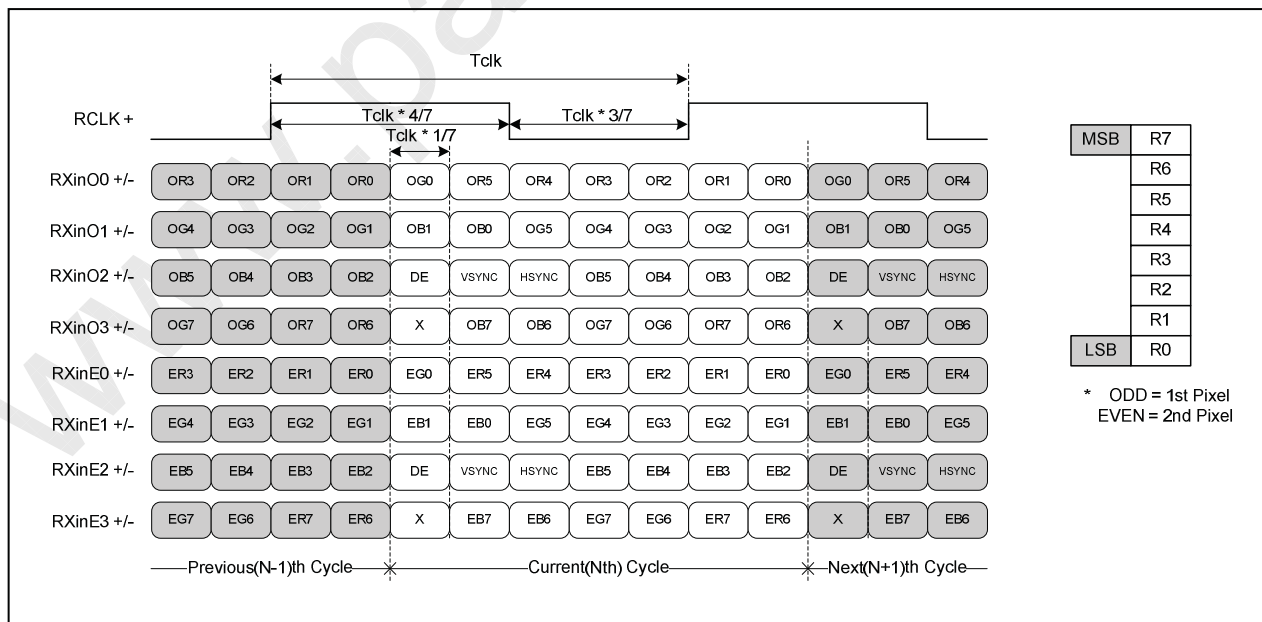 Tclk
RCLK +
Tclk * 4/7
Tclk * 3/7
Tclk * 1/7
RXinO0 +/- OR3 OR2 OR1 OR0 OG0 OR5 OR4 OR3 OR2 OR1 OR0 OG0 OR5 OR4
RXinO1 +/- OG4 OG3 OG2 OG1 OB1 OB0 OG5 OG4 OG3 OG2 OG1 OB1 OB0 OG5
RXinO2 +/- OB5 OB4 OB3 OB2 DE VSYNC HSYNC OB5 OB4 OB3 OB2 DE VSYNC HSYNC
RXinO3 +/- OG7 OG6 OR7 OR6 X OB7 OB6 OG7 OG6 OR7 OR6 X OB7 OB6
RXinE0 +/- ER3 ER2 ER1 ER0 EG0 ER5 ER4 ER3 ER2 ER1 ER0 EG0 ER5 ER4
RXinE1 +/- EG4 EG3 EG2 EG1 EB1 EB0 EG5 EG4 EG3 EG2 EG1 EB1 EB0 EG5
RXinE2 +/- EB5 EB4 EB3 EB2 DE VSYNC HSYNC EB5 EB4 EB3 EB2 DE VSYNC HSYNC
RXinE3 +/- EG7 EG6 ER7 ER6 X EB7 EB6 EG7 EG6 ER7 ER6 X EB7 EB6
Previous(N-1)th Cycle Current(Nth) Cycle Next(N+1)th Cycle
MSB R7
R6
R5
R4
R3
R2
R1
LSB R0
* ODD = 1st Pixel
EVEN = 2nd Pixel
www.pa